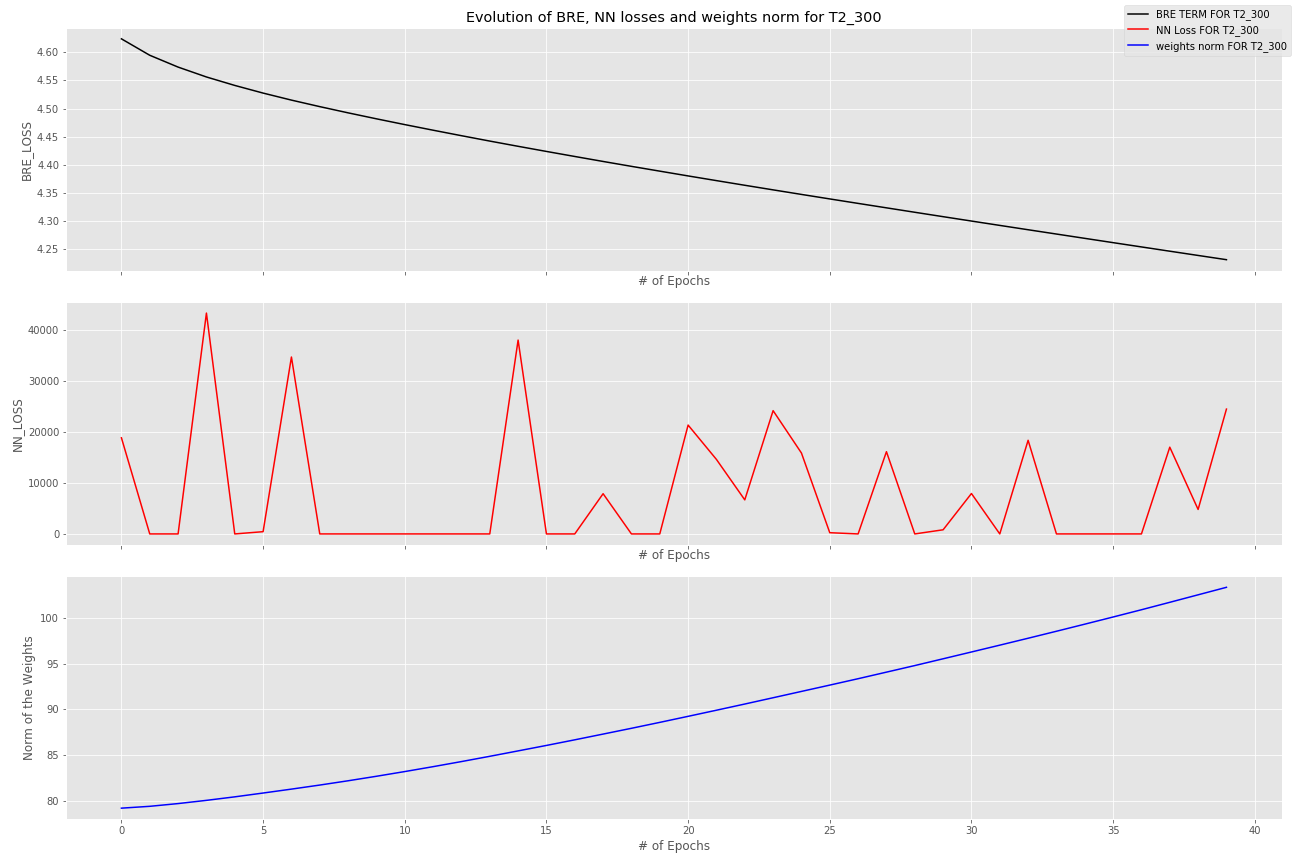 Evolution of BRE, NN losses and weights norm for T2_300
BRE TERM FOR T2_300
NN Loss FOR T2_300
weights norm FOR T2_300
BRE_LOSS
4.60
4.55
4.50
4.45
4.40
4.35
4.30
4.25
# of Epochs
NN_LOSS
40000
30000
20000
10000
0
# of Epochs
Norm of the Weights
100
95
90
85
80
0 5 10 15 20 25 30 35 40
# of Epochs